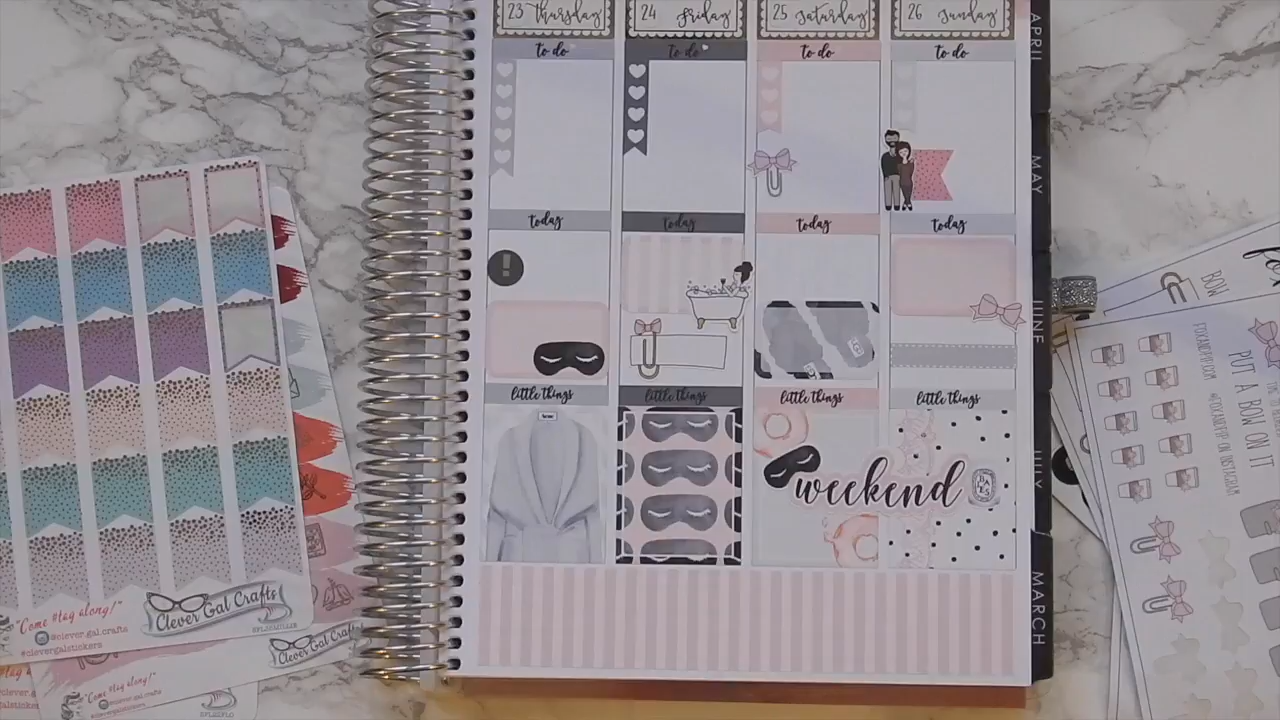 23 Thursday
24 Friday
25 Saturday
26 Sunday
to do
to do
to do
to do
today
today
today
today
little things
little things
little things
little things
weekend
APRIL
MAY
JUNE
JULY
MARCH
"Come #tag along!"
@clever.gal.crafts
#clevergalstickers
Clever Gal Crafts
Clever Gal Crafts
"Come #tag along!"
BOW
PUT A BOW ON IT